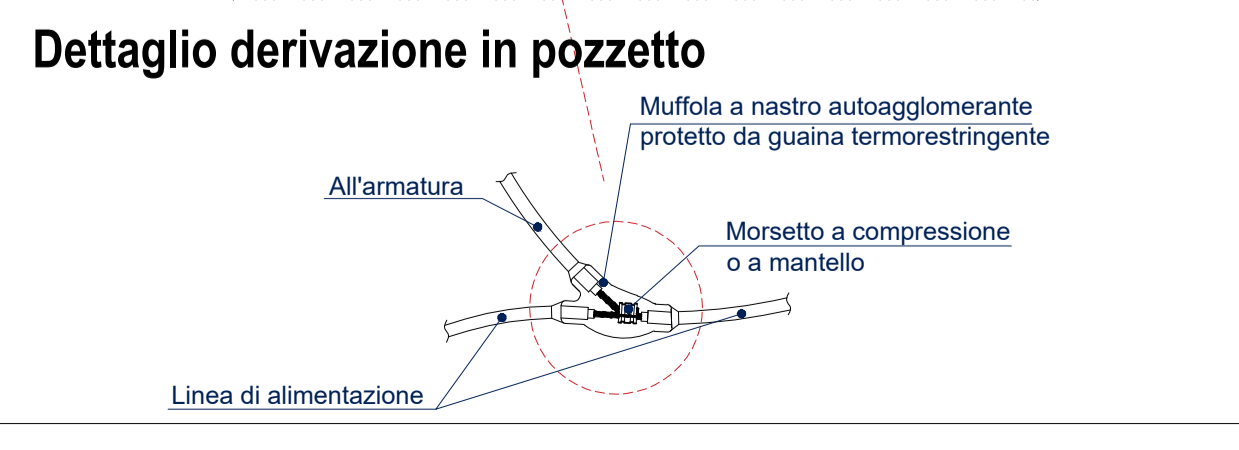 Dettaglio derivazione in pozzetto
Muffola a nastro autoagglomerante
protetto da guaina termorestringente
All'armatura
Morsetto a compressione
o a mantello
Linea di alimentazione